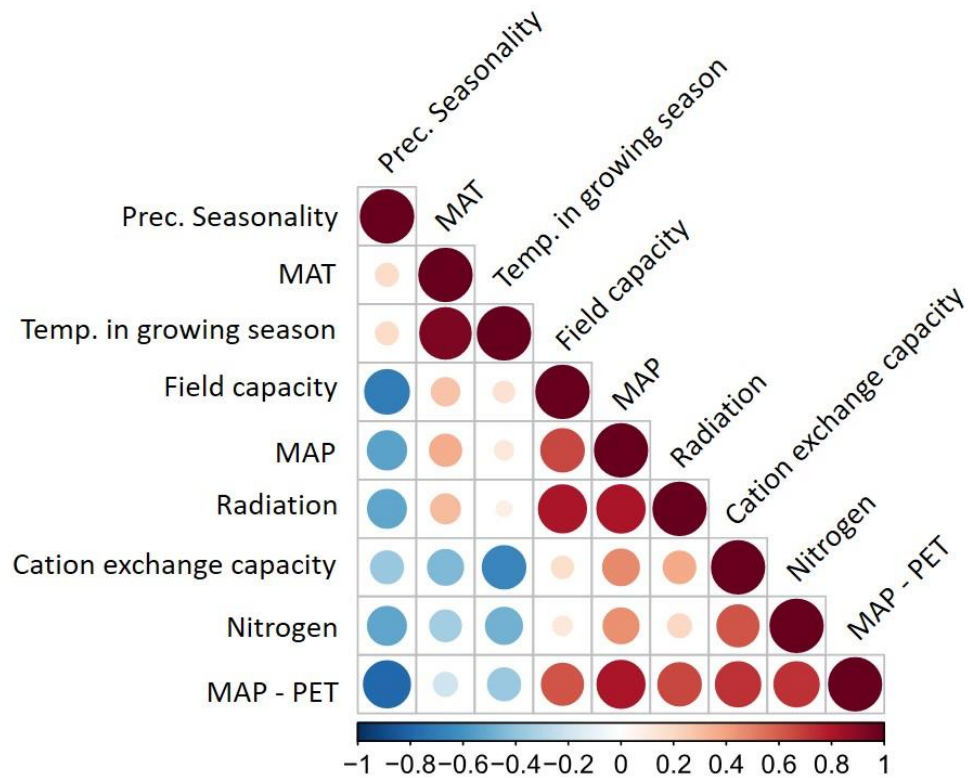 Prec. Seasonality
MAT
Temp. in growing season
Field capacity
MAP
Radiation
Cation exchange capacity
Nitrogen
MAP - PET
Prec. Seasonality
MAT
Temp. in growing season
Field capacity
MAP
Radiation
Cation exchange capacity
Nitrogen
MAP - PET
−1 −0.8 −0.6 −0.4 −0.2 0 0.2 0.4 0.6 0.8 1